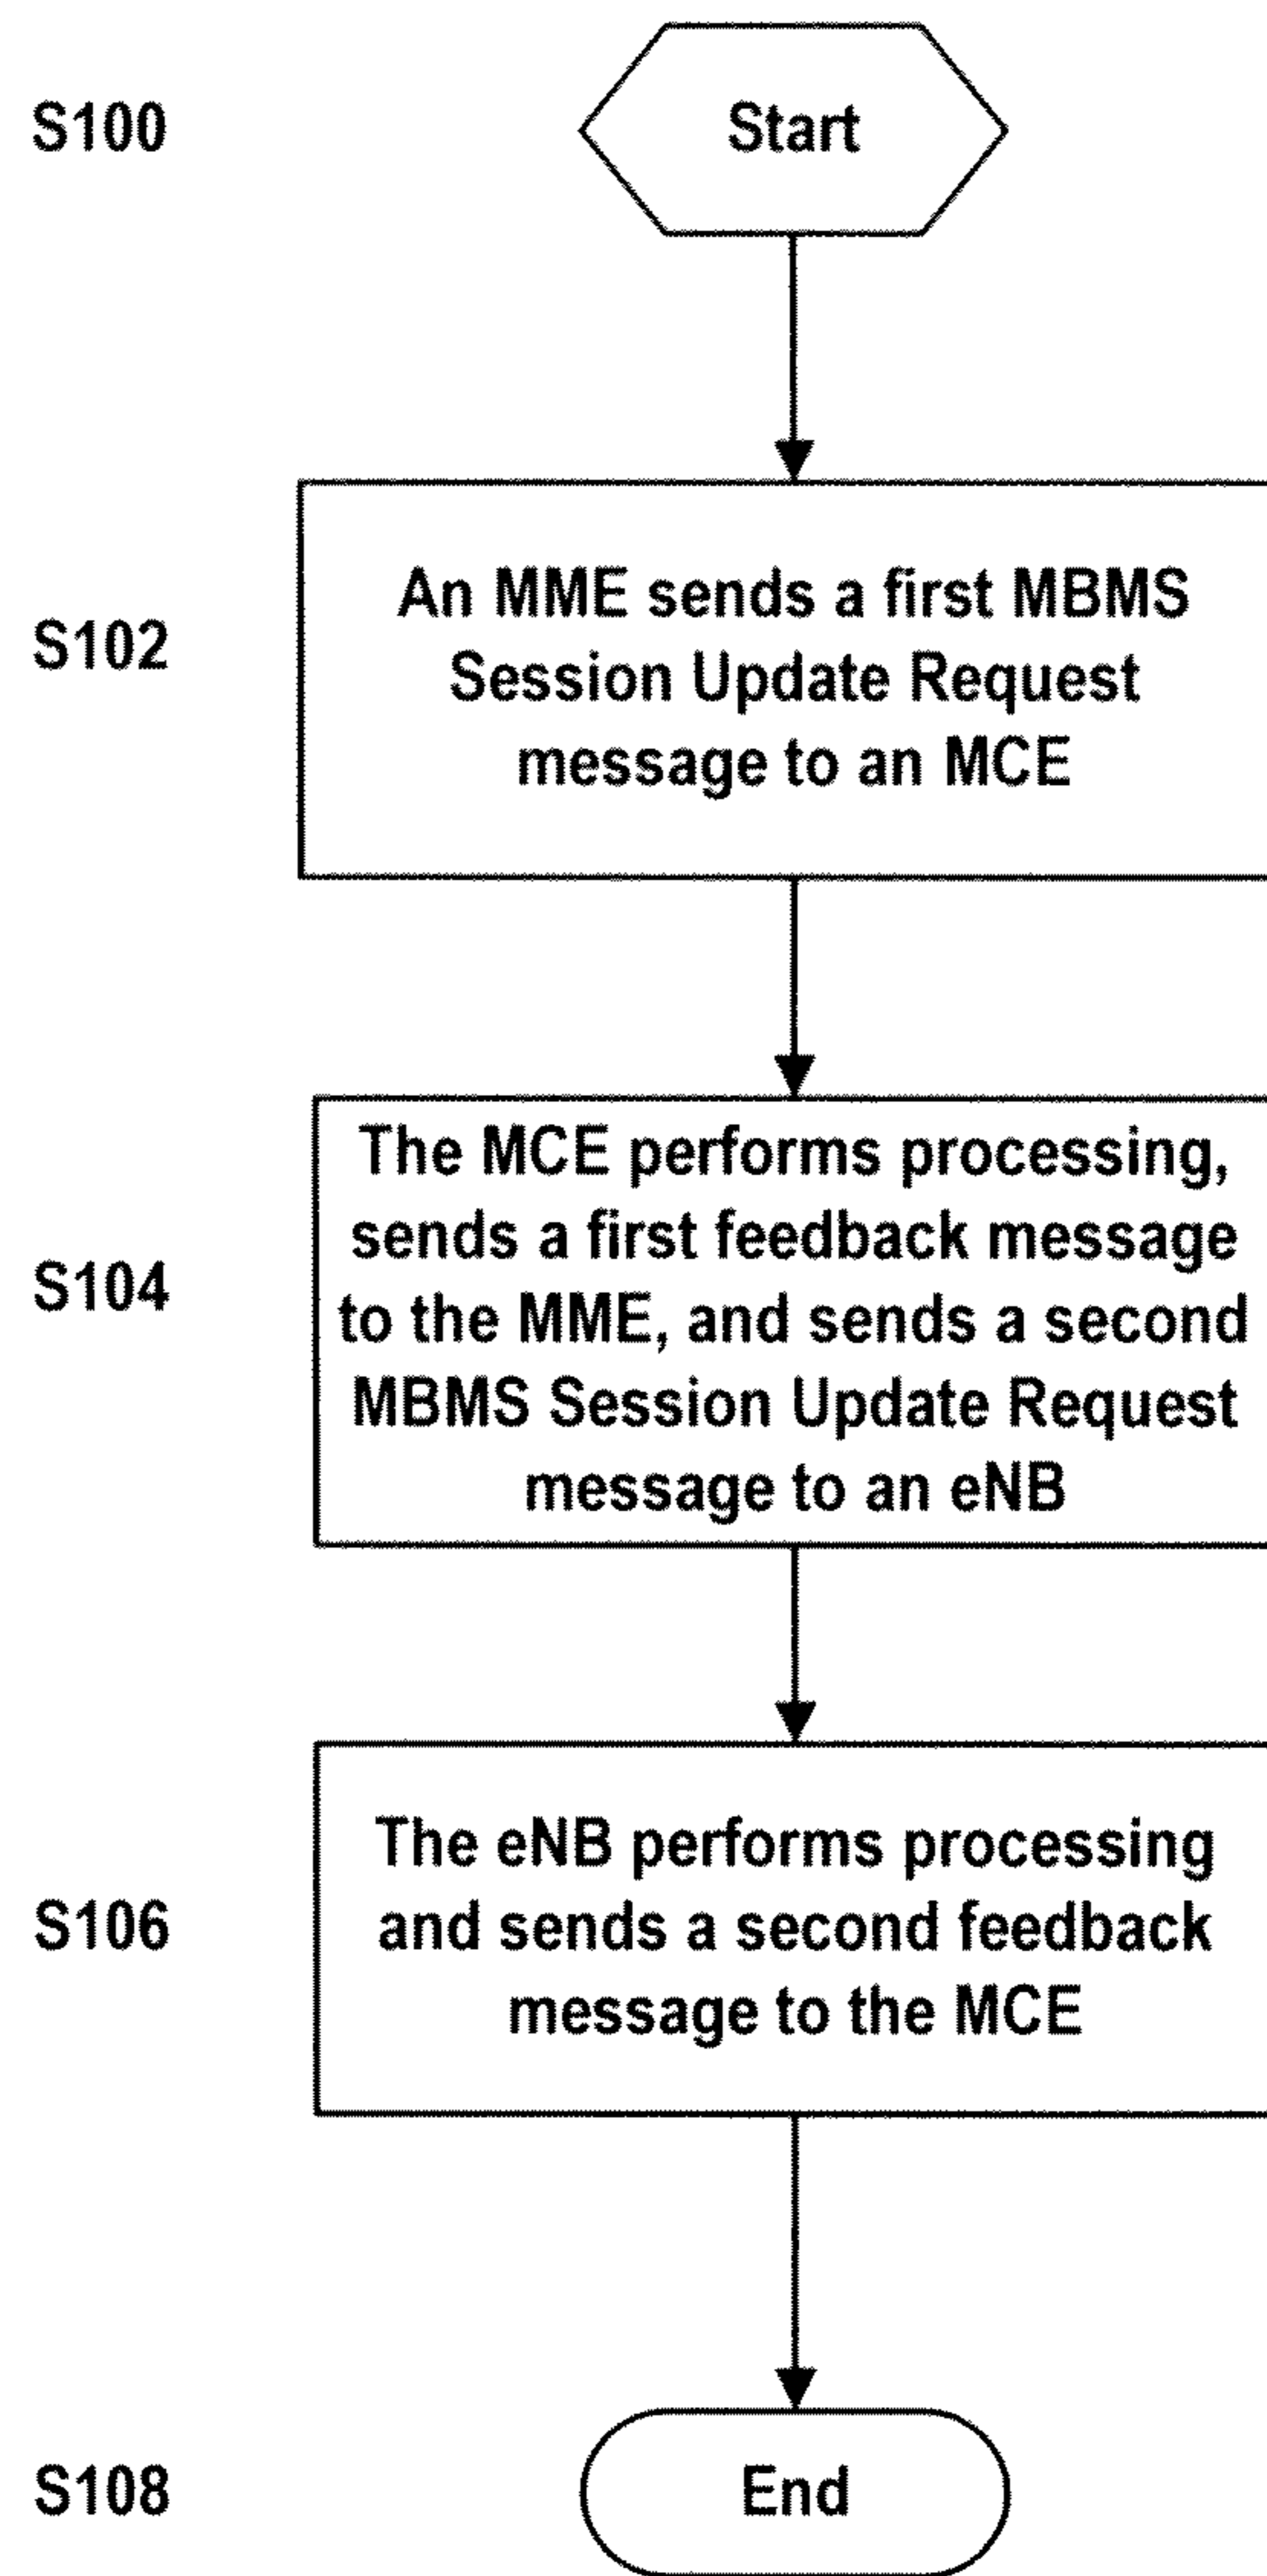 S100
Start
S102
An MME sends a first MBMS
Session Update Request
message to an MCE
S104
The MCE performs processing,
sends a first feedback message
to the MME, and sends a second
MBMS Session Update Request
message to an eNB
S106
The eNB performs processing
and sends a second feedback
message to the MCE
S108
End